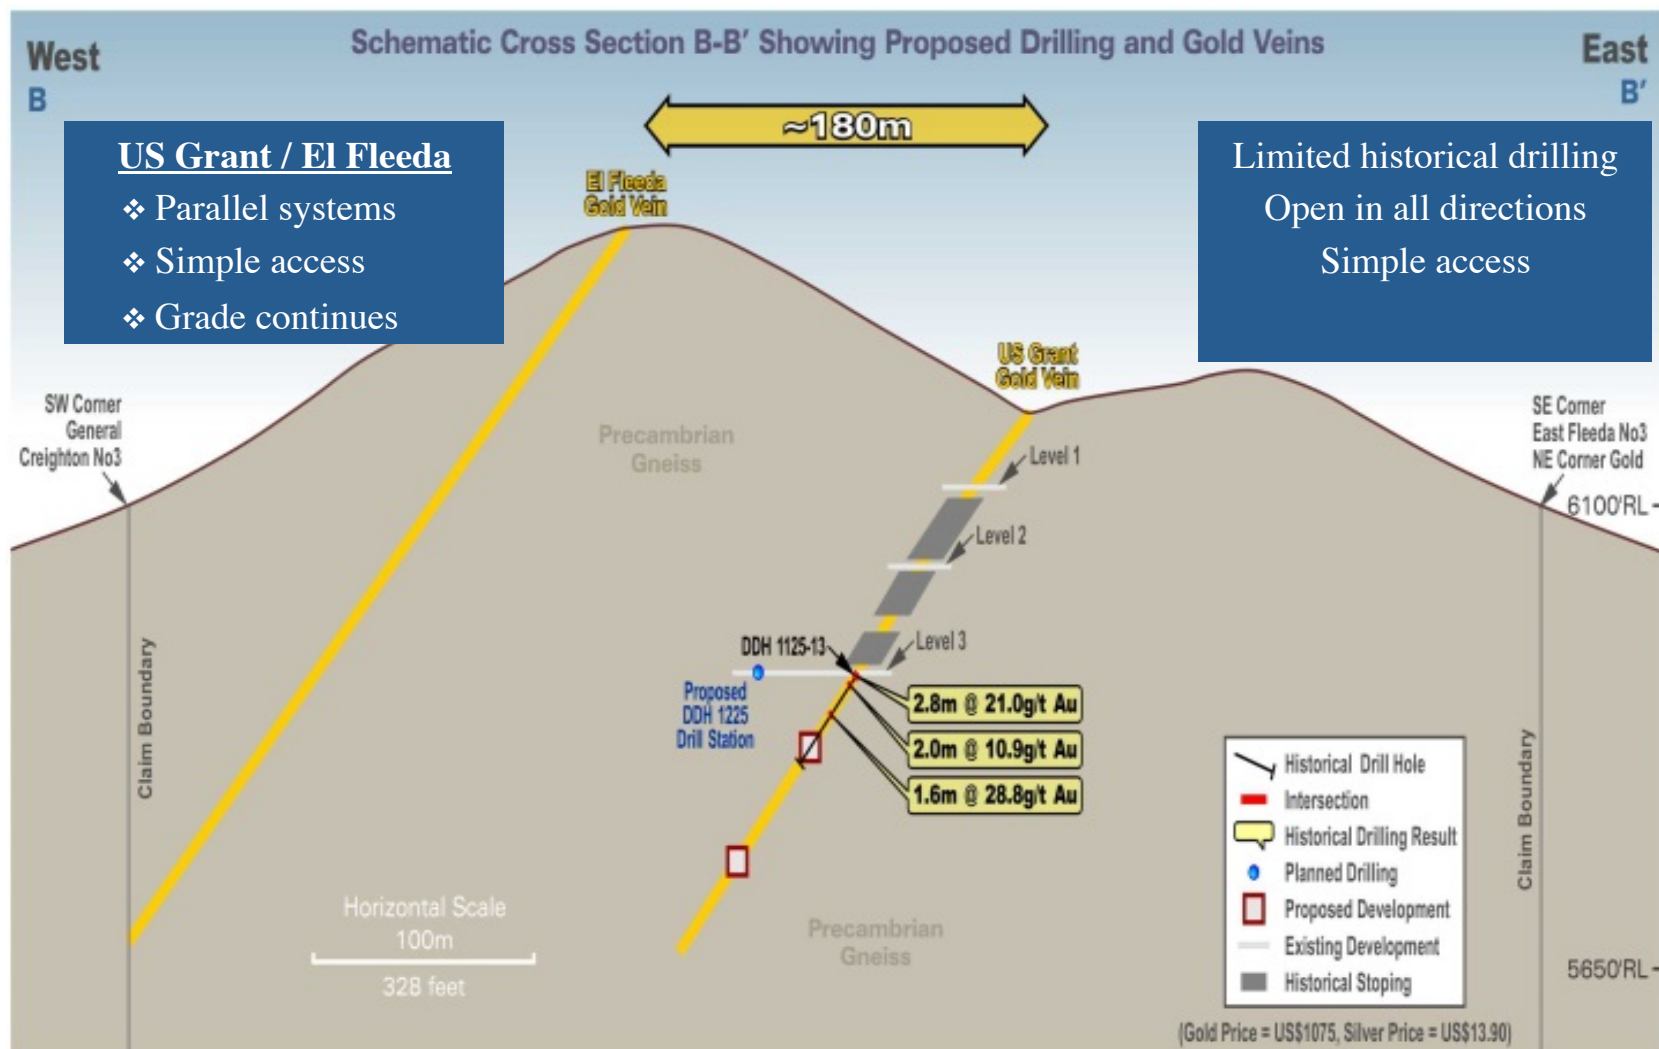 Schematic Cross Section B-B' Showing Proposed Drilling and Gold Veins
West
B
East
B'
~180m
US Grant / El Fleeda
❖ Parallel systems
❖ Simple access
❖ Grade continues
Limited historical drilling
Open in all directions
Simple access
El Fleeda
Gold Vein
US Grant
Gold Vein
SW Corner
General
Creighton No3
SE Corner
East Fleeda No3
NE Corner Gold
6100'RL
Precambrian
Gneiss
Level 1
Level 2
Level 3
DDH 1125-13
Proposed
DDH 1225
Drill Station
2.8m @ 21.0g/t Au
2.0m @ 10.9g/t Au
1.6m @ 28.8g/t Au
Claim Boundary
Claim Boundary
Historical Drill Hole
Intersection
Historical Drilling Result
Planned Drilling
Proposed Development
Existing Development
Historical Stoping
Horizontal Scale
100m
328 feet
Precambrian
Gneiss
5650'RL
(Gold Price = US$1075, Silver Price = US$13.90)